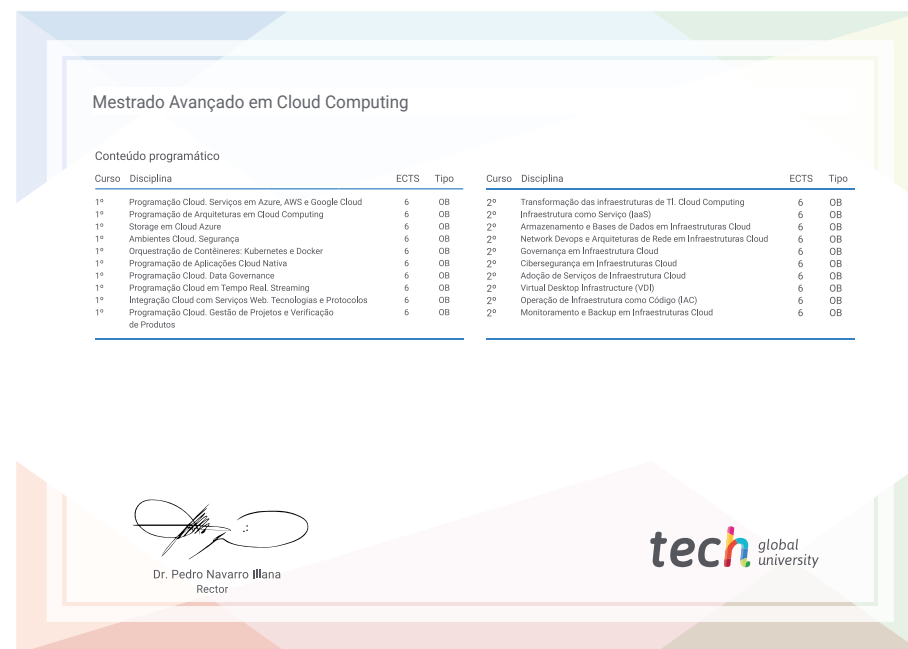 Mestrado Avançado em Cloud Computing
Conteúdo programático
Curso Disciplina ECTS Tipo
1º Programação Cloud. Serviços em Azure, AWS e Google Cloud 6 OB
1º Programação de Arquiteturas em Cloud Computing 6 OB
1º Storage em Cloud Azure 6 OB
1º Ambientes Cloud. Segurança 6 OB
1º Orquestração de Contêineres: Kubernetes e Docker 6 OB
1º Programação de Aplicações Cloud Nativa 6 OB
1º Programação Cloud. Data Governance 6 OB
1º Programação Cloud em Tempo Real. Streaming 6 OB
1º Integração Cloud com Serviços Web. Tecnologias e Protocolos 6 OB
1º Programação Cloud. Gestão de Projetos e Verificação 6 OB
de Produtos
Curso Disciplina ECTS Tipo
2º Transformação das infraestruturas de TI. Cloud Computing 6 OB
2º Infraestrutura como Serviço (IaaS) 6 OB
2º Armazenamento e Bases de Dados em Infraestruturas Cloud 6 OB
2º Network Devops e Arquiteturas de Rede em Infraestruturas Cloud 6 OB
2º Governança em Infraestrutura Cloud 6 OB
2º Cibersegurança em Infraestruturas Cloud 6 OB
2º Adoção de Serviços de Infraestrutura Cloud 6 OB
2º Virtual Desktop Infrastructure (VDI) 6 OB
2º Operação de Infraestrutura como Código (IAC) 6 OB
2º Monitoramento e Backup em Infraestruturas Cloud 6 OB
Dr. Pedro Navarro Illana
Rector
tech global
university